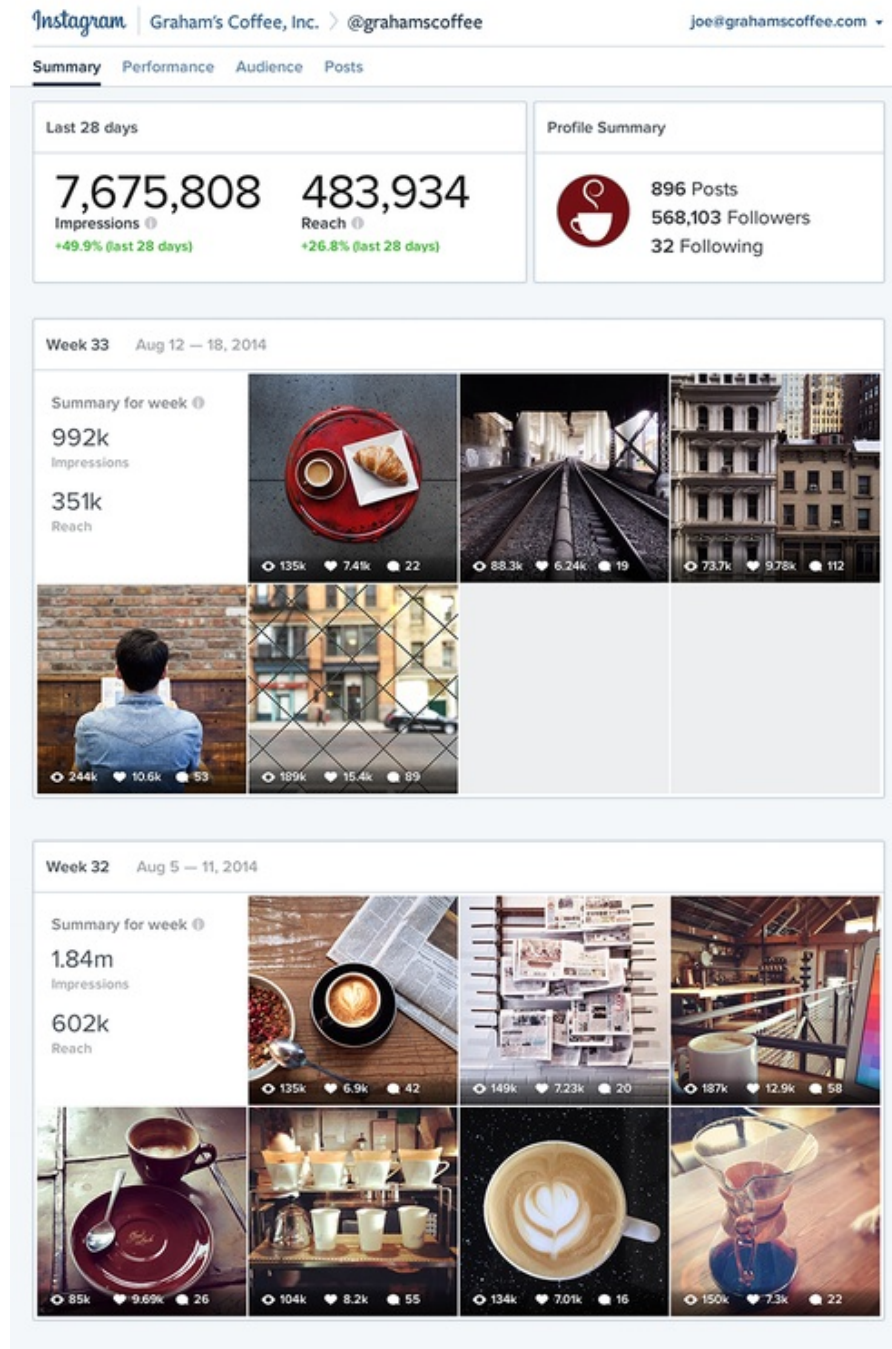 Instagram Graham's Coffee, Inc. > @grahamscoffee joe@grahamscoffee.com
Summary Performance Audience Posts
Last 28 days
7,675,808 483,934
Impressions Reach
+49.9% (last 28 days) +26.8% (last 28 days)
Profile Summary
896 Posts
568,103 Followers
32 Following
Week 33 Aug 12 — 18, 2014
Summary for week
992k
Impressions
351k
Reach
135k 7.41k 22
88.3k 6.24k 19
73.7k 9.78k 112
244k 10.6k 53
189k 15.4k 89
Week 32 Aug 5 — 11, 2014
Summary for week
1.84m
Impressions
602k
Reach
135k 6.9k 42
149k 7.23k 20
187k 12.9k 58
85k 9.69k 26
104k 8.2k 55
134k 7.01k 16
150k 7.3k 22